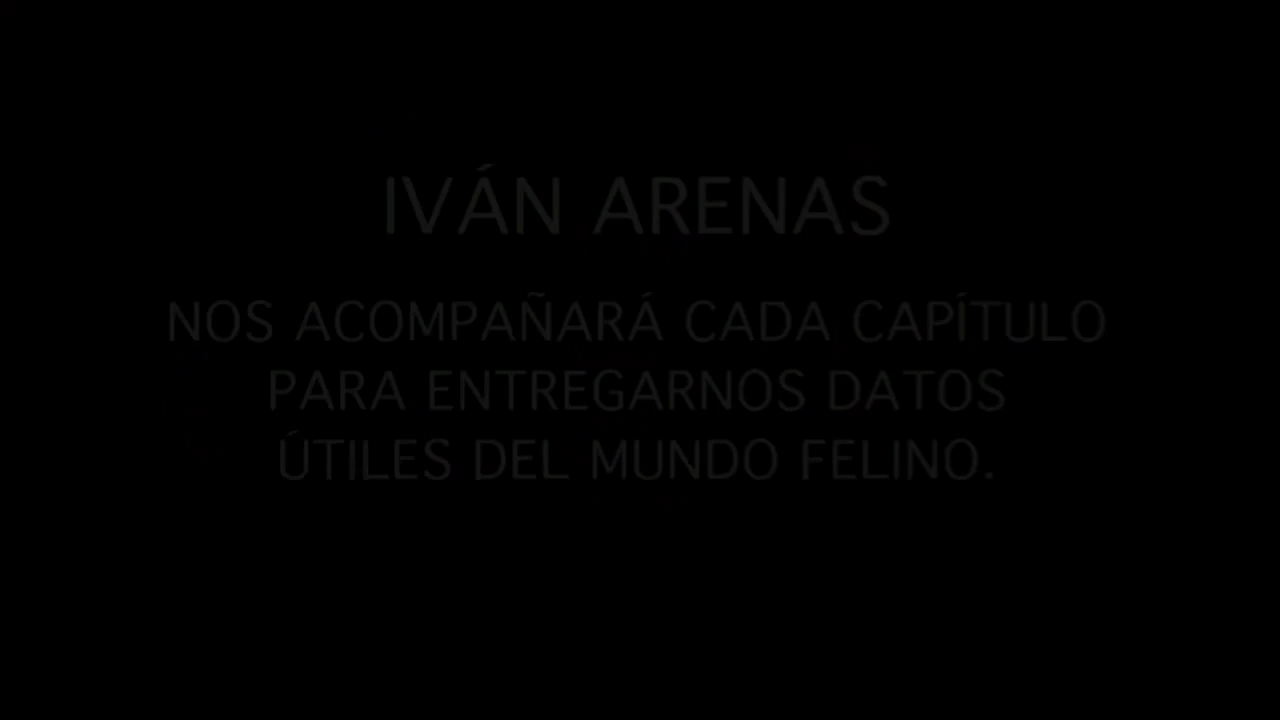 IVÁN ARENAS
NOS ACOMPAÑARÁ CADA CAPÍTULO
PARA ENTREGARNOS DATOS
ÚTILES DEL MUNDO FELINO.